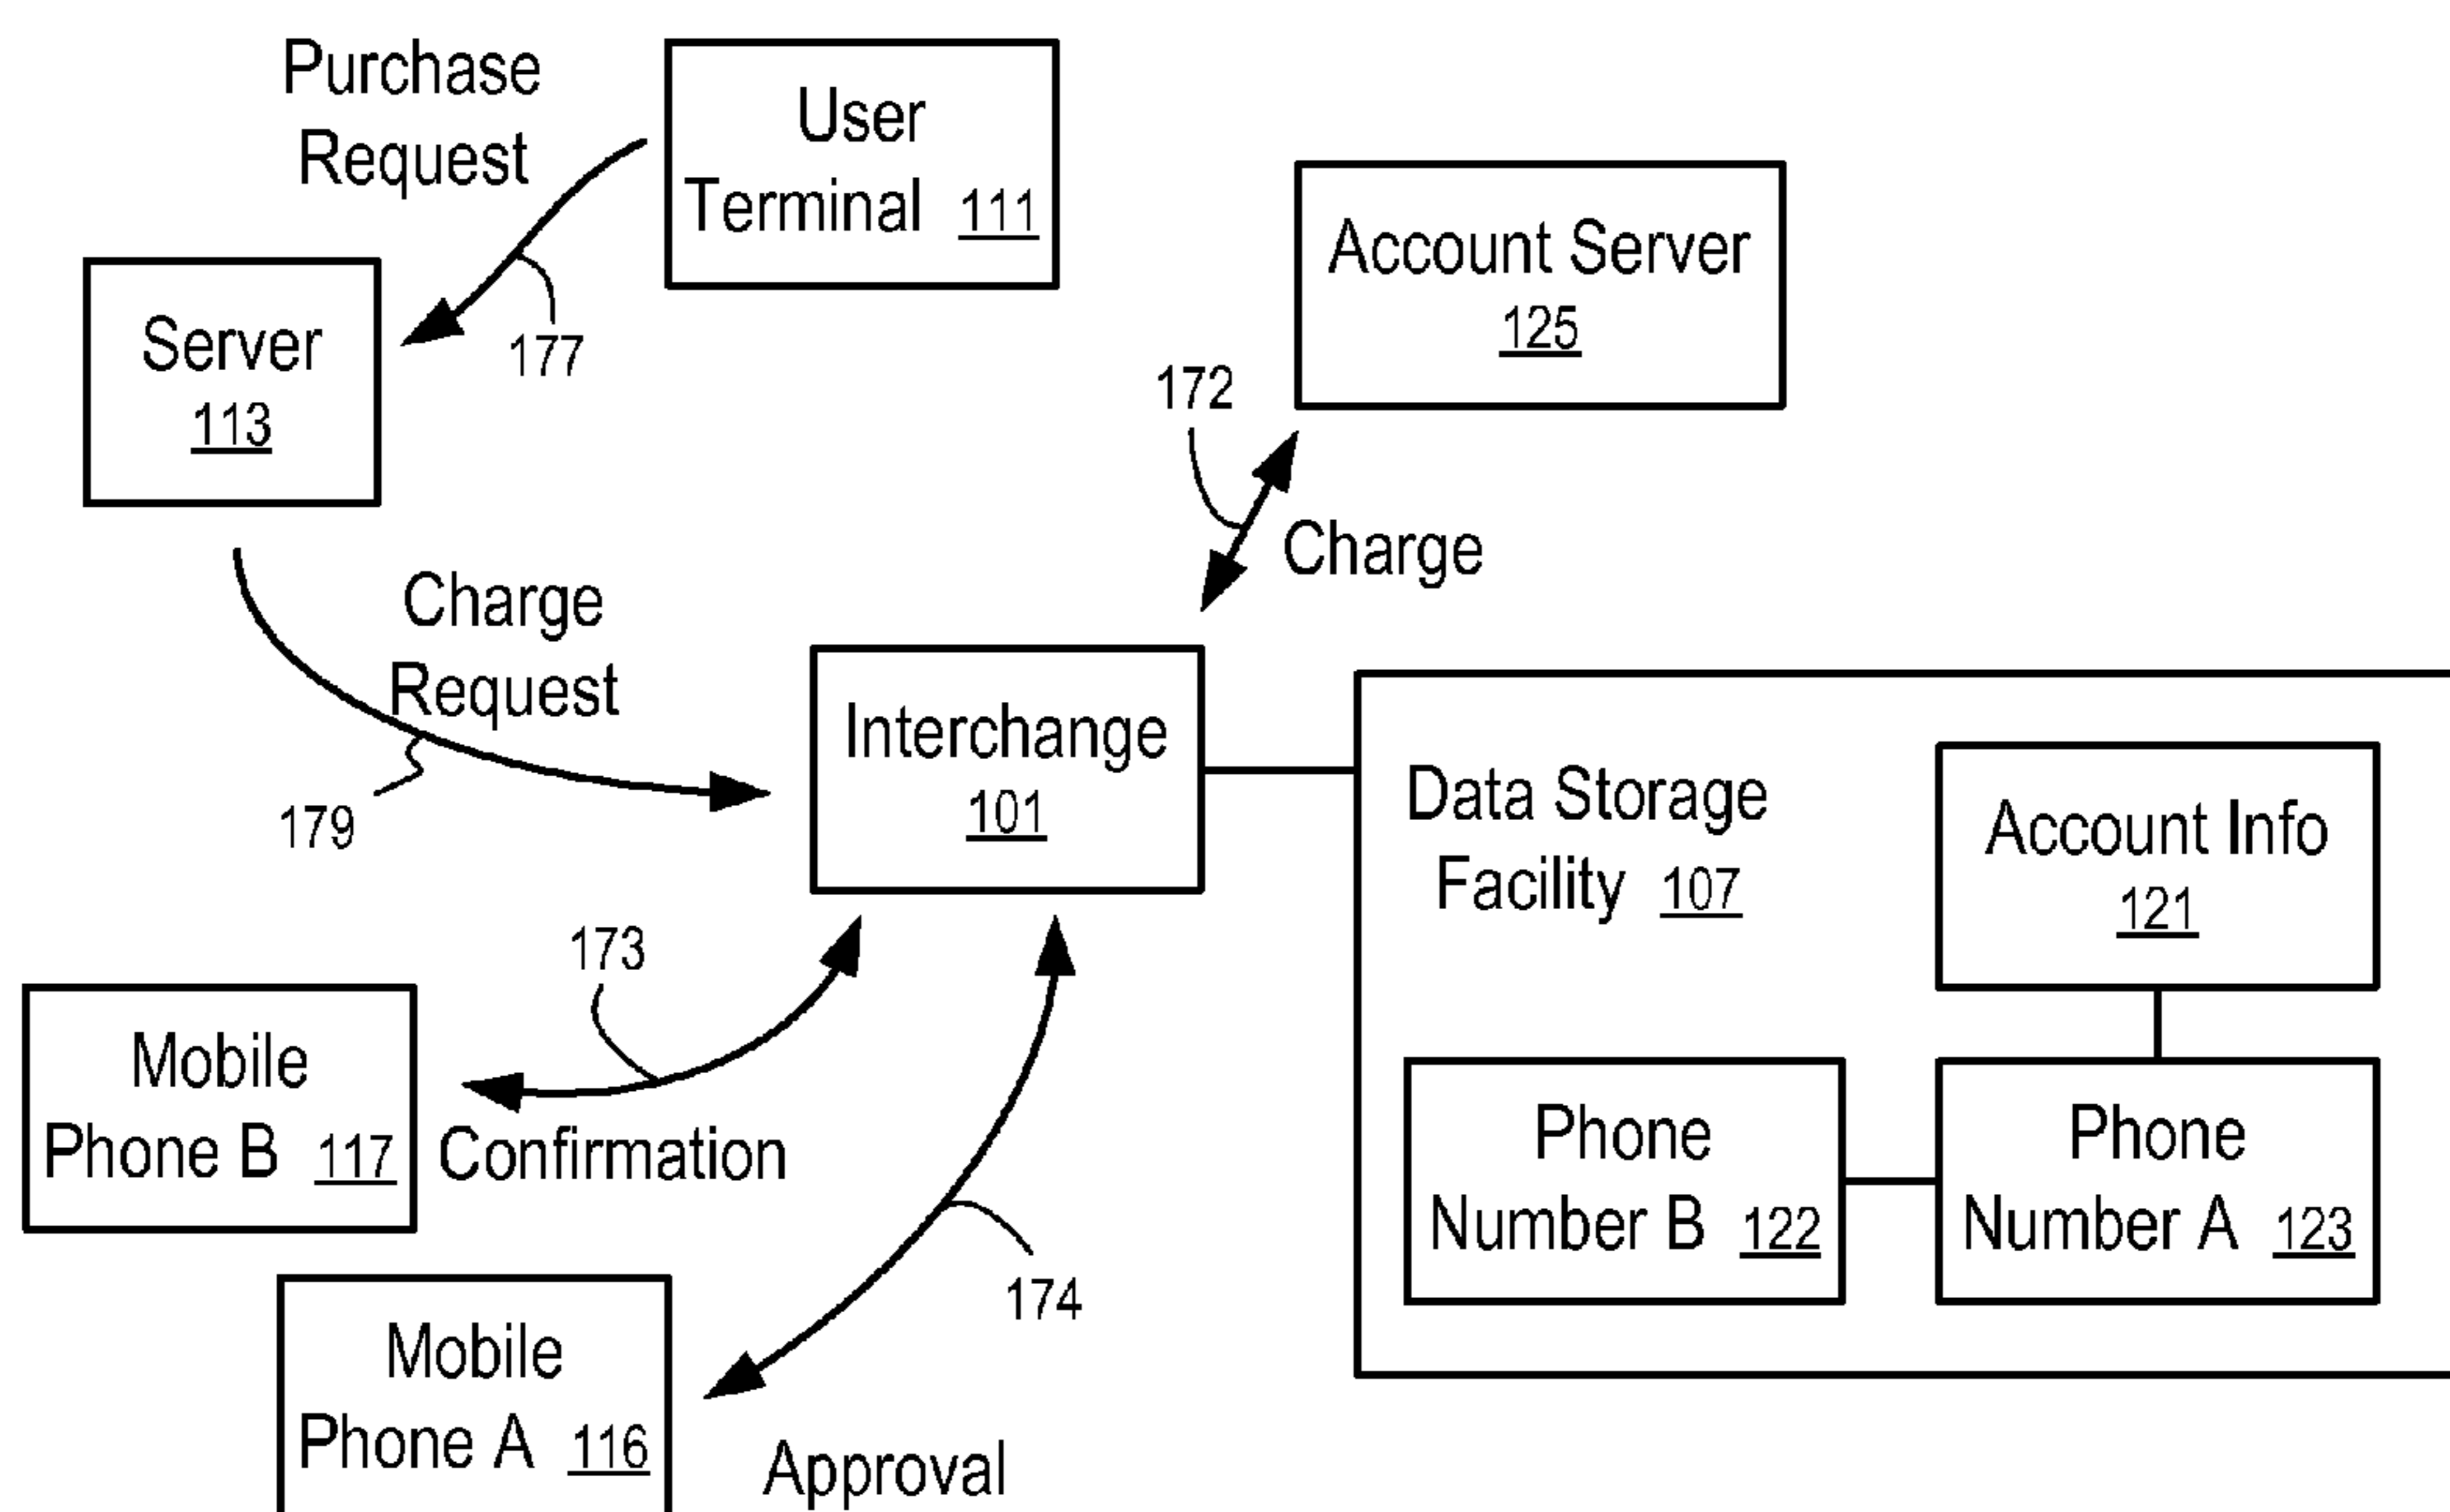 Purchase
Request
User
Terminal 111
177
Server
113
Account Server
125
172
Charge
Charge
Request
179
Interchange
101
Data Storage
Facility 107
Account Info
121
173
Mobile
Phone B 117
Confirmation
Phone
Number B 122
Phone
Number A 123
174
Mobile
Phone A 116
Approval